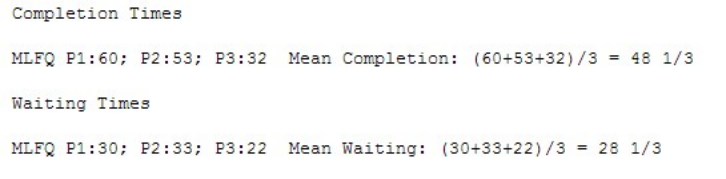 Completion Times
MLFQ P1:60; P2:53; P3:32  Mean Completion: (60+53+32)/3 = 48 1/3
Waiting Times
MLFQ P1:30; P2:33; P3:22  Mean Waiting: (30+33+22)/3 = 28 1/3